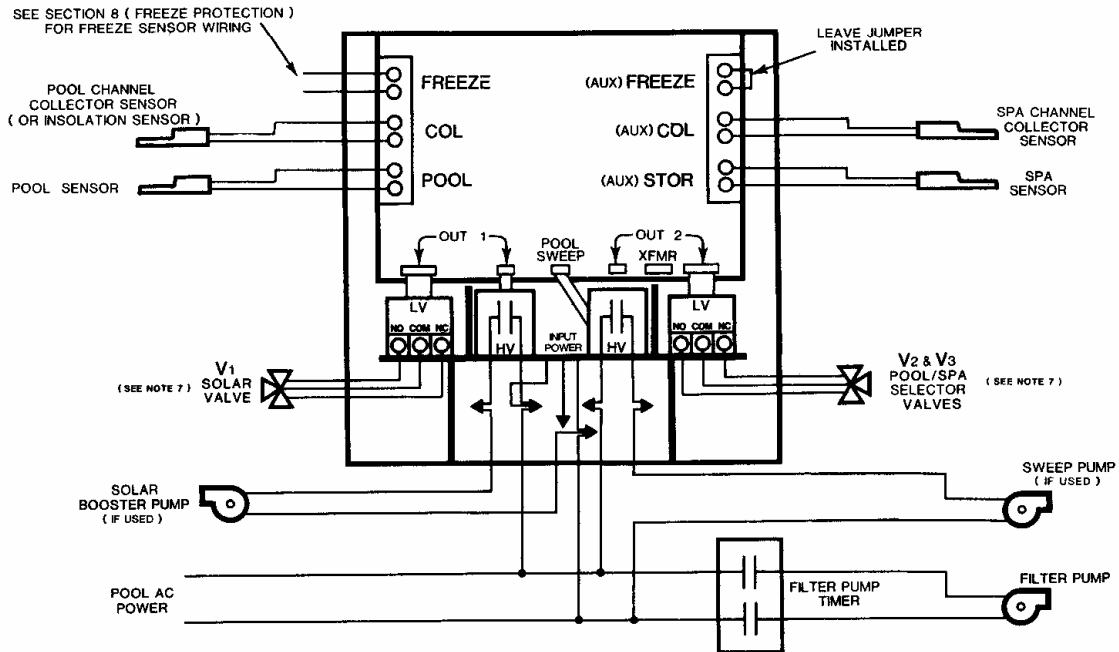 SEE SECTION 8 ( FREEZE PROTECTION )
FOR FREEZE SENSOR WIRING
LEAVE JUMPER
INSTALLED
FREEZE
(AUX) FREEZE
POOL CHANNEL
COLLECTOR SENSOR
( OR INSOLATION SENSOR )
COL
(AUX) COL
SPA CHANNEL
COLLECTOR
SENSOR
POOL SENSOR
POOL
(AUX) STOR
SPA
SENSOR
OUT 1
POOL
SWEEP
OUT 2
XFMR
LV
NO COM NC
HV
INPUT
POWER
HV
LV
NO COM NC
(SEE NOTE 7)
V1
SOLAR
VALVE
V2 & V3
POOL/SPA
SELECTOR
VALVES
(SEE NOTE 7)
SOLAR
BOOSTER PUMP
( IF USED )
SWEEP PUMP
( IF USED )
POOL AC
POWER
FILTER PUMP
TIMER
FILTER PUMP